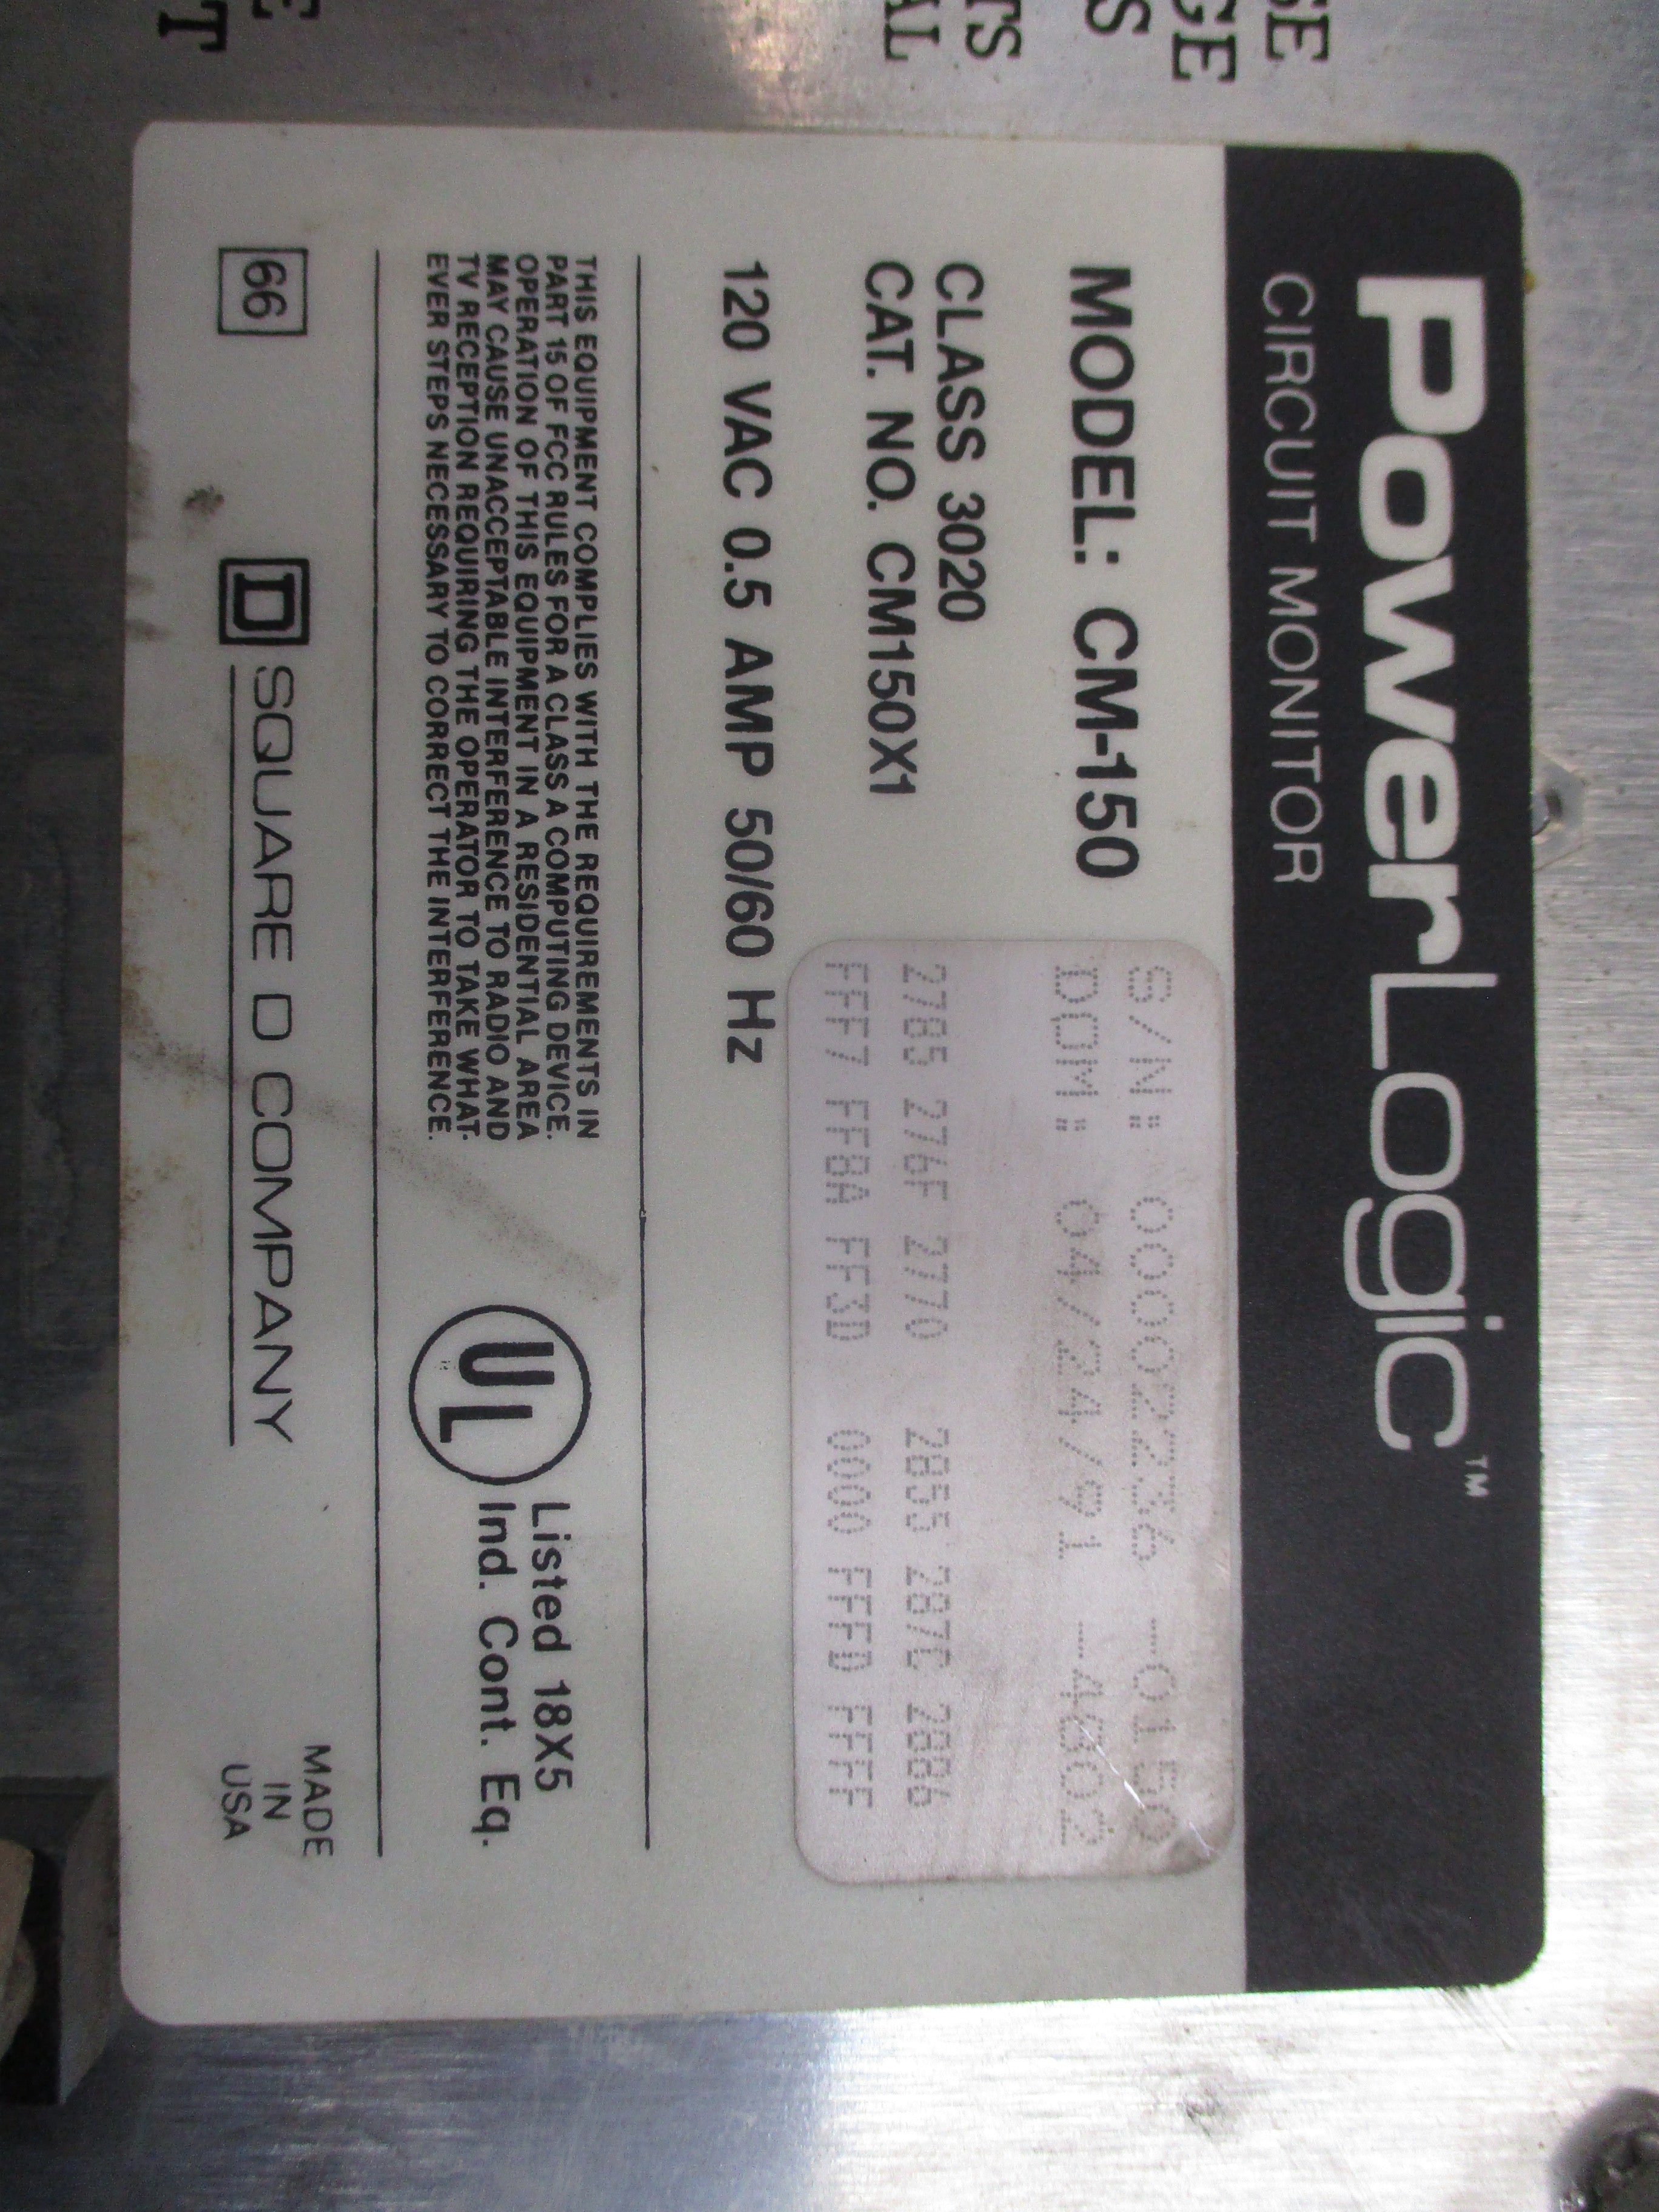 PowerLogic™
CIRCUIT MONITOR
MODEL: CM-150
CLASS 3020
CAT. NO. CM150X1
S/N: 00002236 -0150
DOM: 04/24/91 -4802
2785 276F 2770 2855 287C 2886
FFF7 FF8A FF3D 0000 FFFD FFFF
120 VAC 0.5 AMP 50/60 Hz
THIS EQUIPMENT COMPLIES WITH THE REQUIREMENTS IN
PART 15 OF FCC RULES FOR A CLASS A COMPUTING DEVICE.
OPERATION OF THIS EQUIPMENT IN A RESIDENTIAL AREA
MAY CAUSE UNACCEPTABLE INTERFERENCE TO RADIO AND
TV RECEPTION REQUIRING THE OPERATOR TO TAKE WHAT-
EVER STEPS NECESSARY TO CORRECT THE INTERFERENCE.
UL
Listed 18X5
Ind. Cont. Eq.
66
D SQUARE D COMPANY
MADE
IN
USA